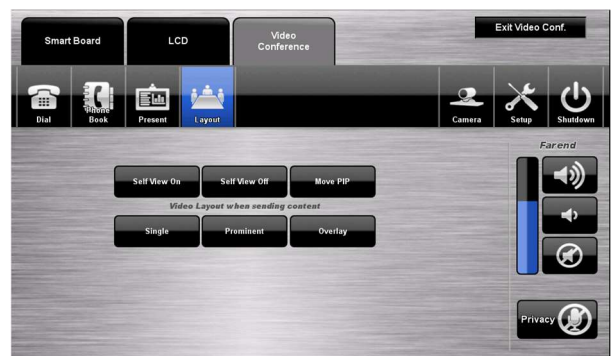 Smart Board
LCD
Video
Conference
Exit Video Conf.
Dial
Phone
Book
Present
Layout
Camera
Setup
Shutdown
Farend
Self View On
Self View Off
Move PIP
Video Layout when sending content
Single
Prominent
Overlay
Privacy